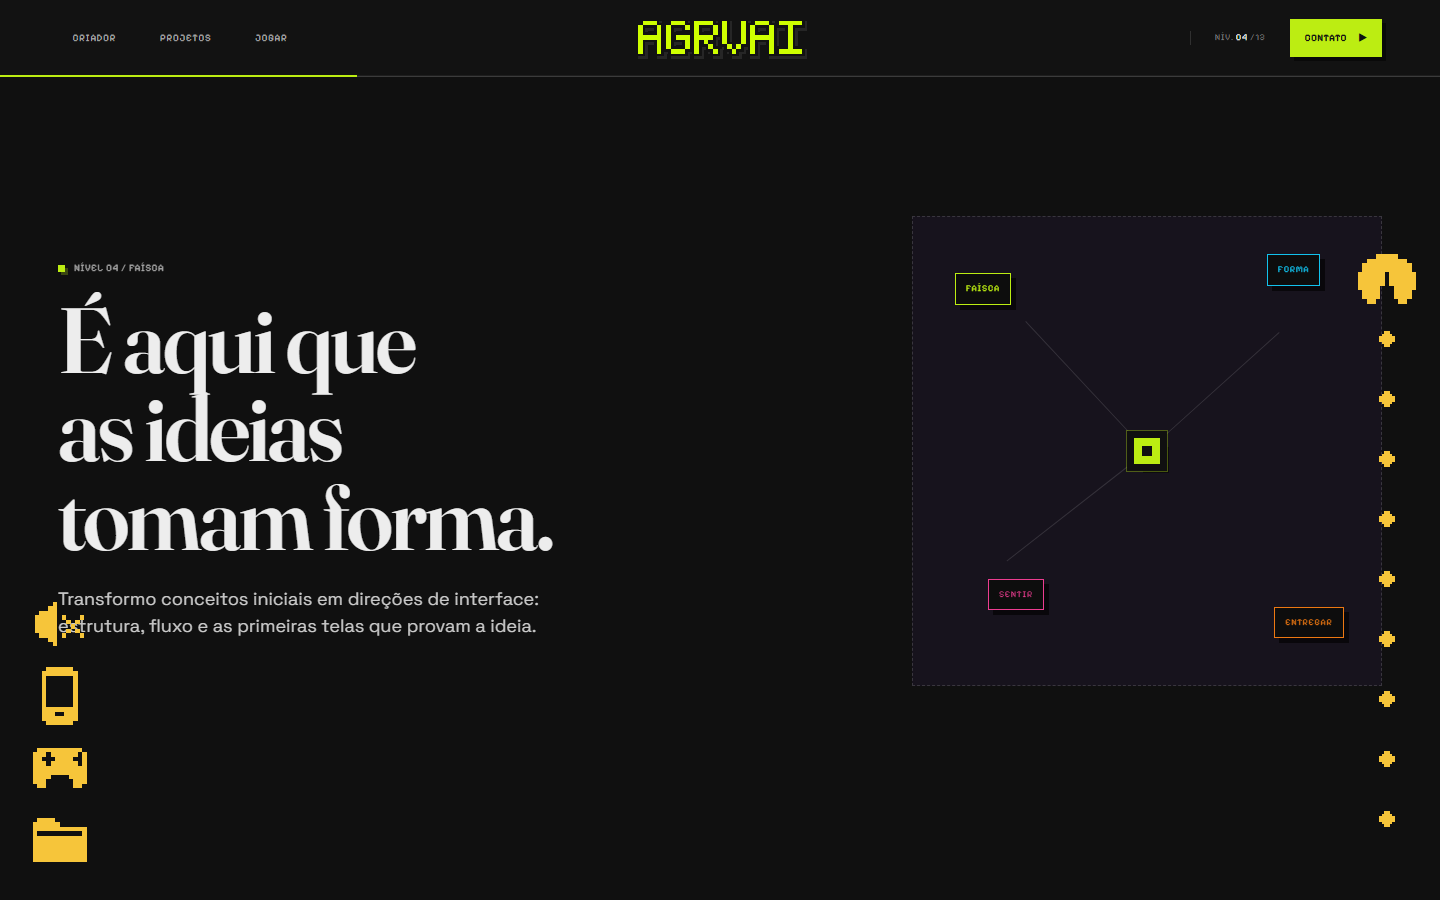 CRIADOR
PROJETOS
JOGAR
AGRVAI
NÍV. 04 / 13
CONTATO
NÍVEL 04 / FAÍSCA
É aqui que
as ideias
tomam forma.
Transformo conceitos iniciais em direções de interface:
estrutura, fluxo e as primeiras telas que provam a ideia.
FAÍSCA
FORMA
SENTIR
ENTREGAR